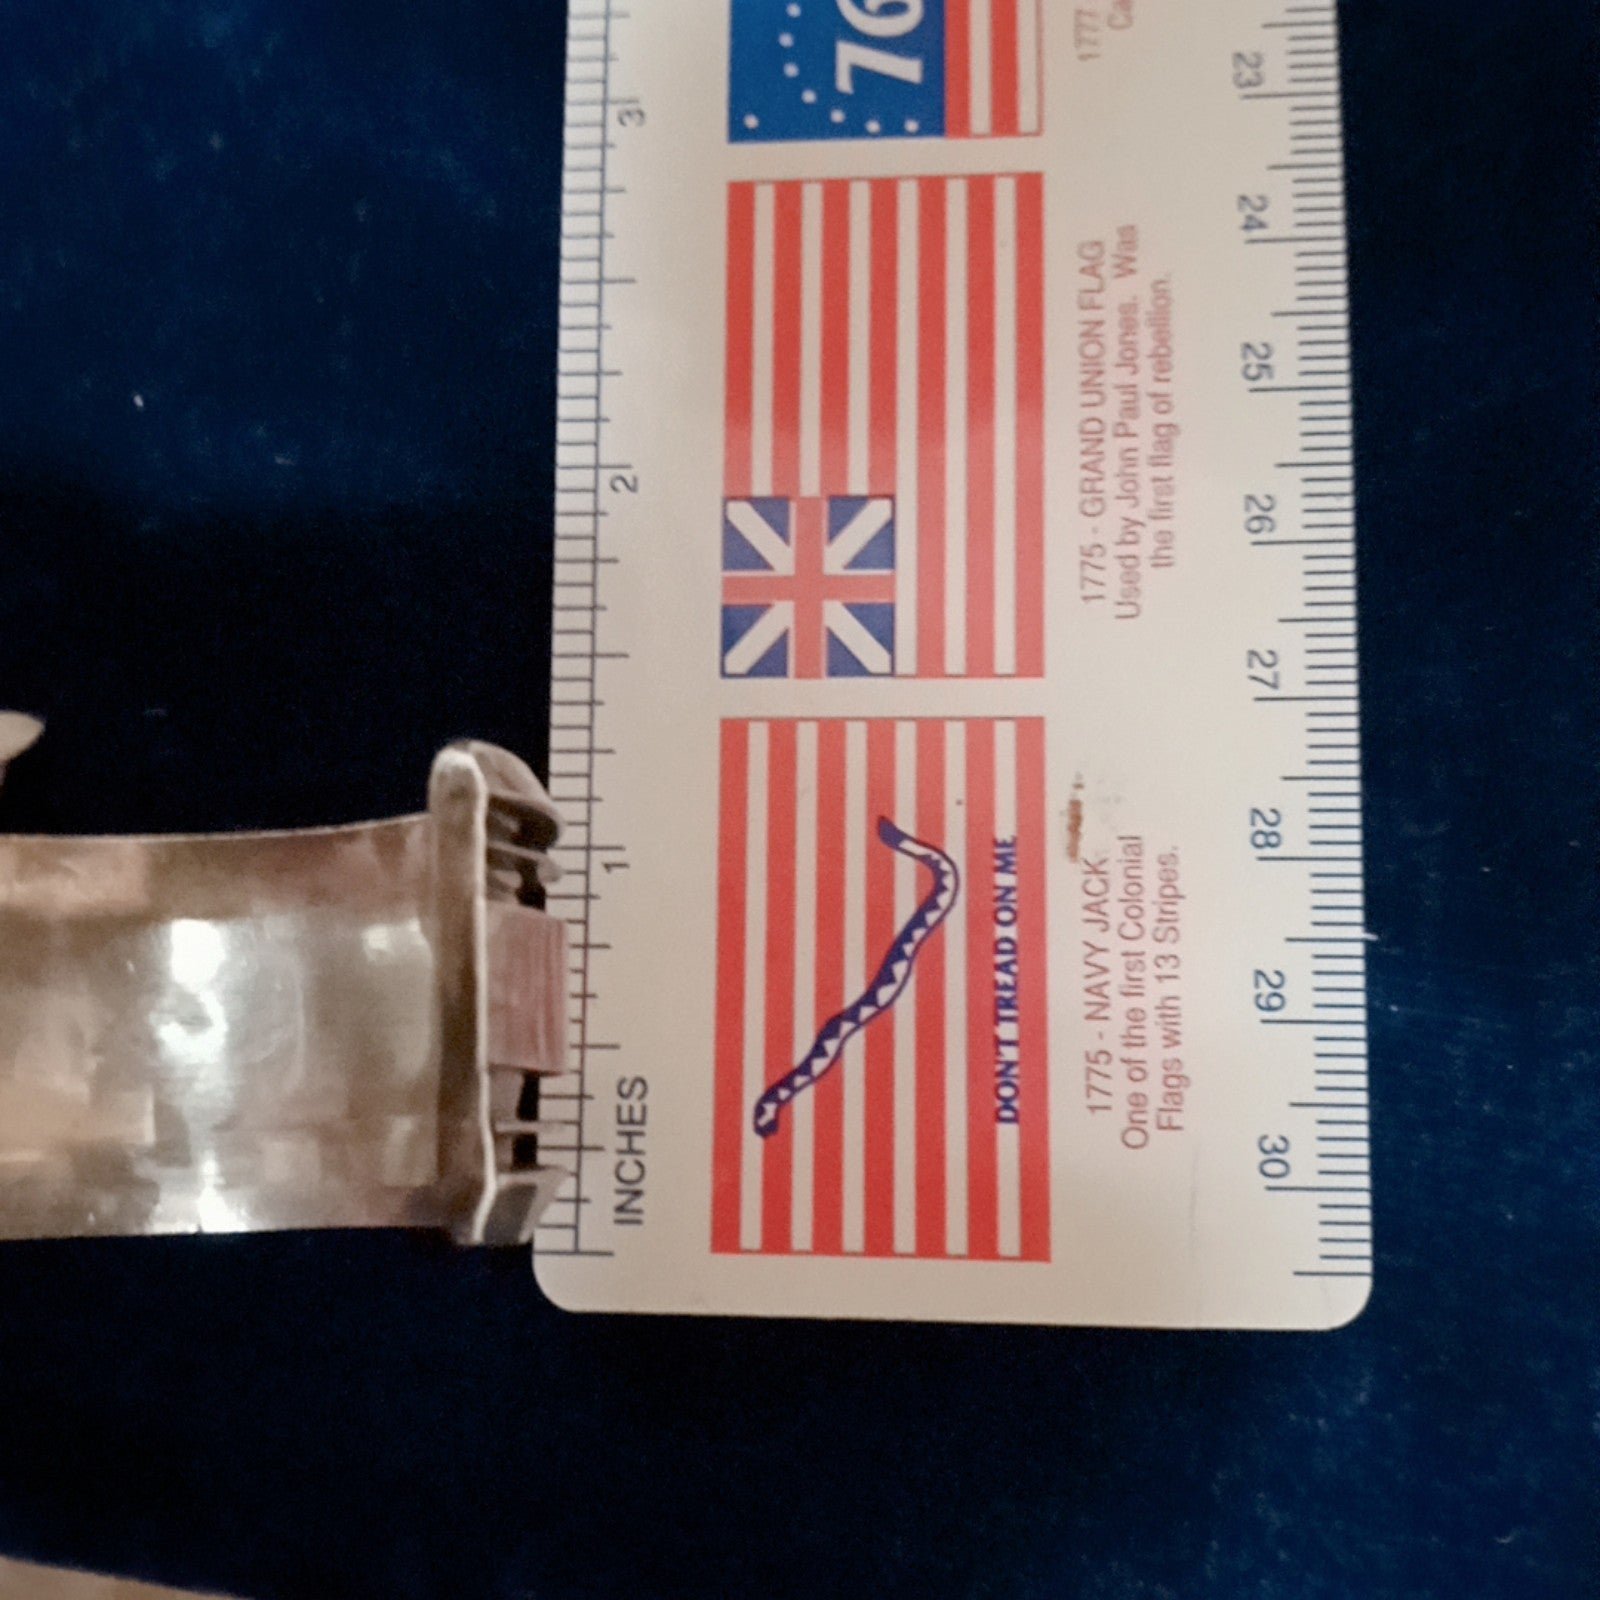 INCHES
1
2
3
DON'T TREAD ON ME
1775 - NAVY JACK
One of the first Colonial
Flags with 13 Stripes.
1775 - GRAND UNION FLAG
Used by John Paul Jones. Was
the first flag of rebellion.
76
1777
Ca
23
24
25
26
27
28
29
30